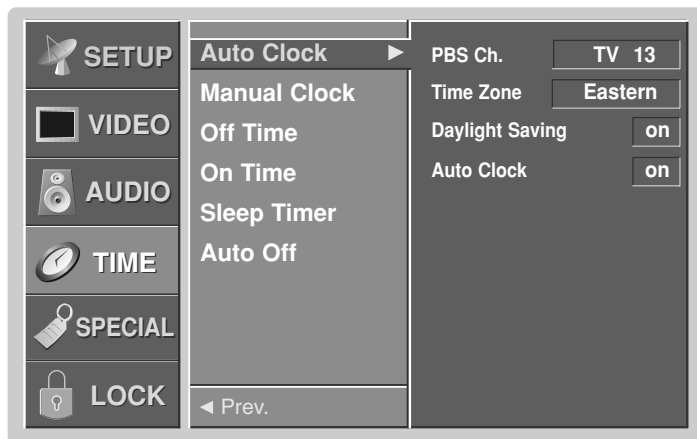 SETUP
VIDEO
AUDIO
TIME
SPECIAL
LOCK
Auto Clock ►
Manual Clock
Off Time
On Time
Sleep Timer
Auto Off
◄ Prev.
PBS Ch. TV 13
Time Zone Eastern
Daylight Saving on
Auto Clock on